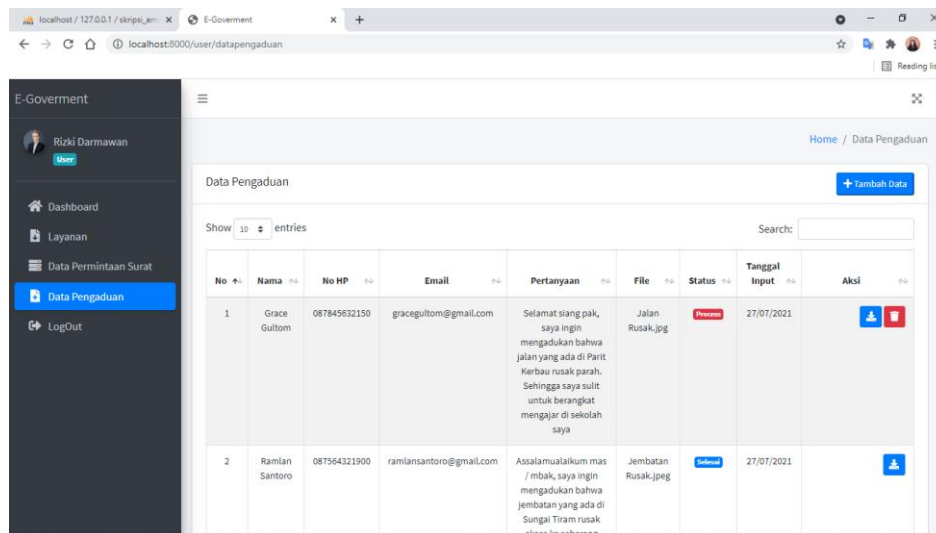 localhost / 127.0.0.1 / skripsi_ami
E-Goverment
localhost:8000/user/datapengaduan
Reading lis
E-Goverment
Rizki Darmawan
User
Dashboard
Layanan
Data Permintaan Surat
Data Pengaduan
LogOut
Home / Data Pengaduan
Data Pengaduan
Tambah Data
Show 10 entries
Search:
No Nama No HP Email Pertanyaan File Status Tanggal Input Aksi
1 Grace Gultom 087845632150 gracegultom@gmail.com
Selamat siang pak,
saya ingin
mengadukan bahwa
jalan yang ada di Parit
Kerbau rusak parah.
Sehingga saya sulit
untuk berangkat
mengajar di sekolah
saya
Jalan
Rusak.jpg
Process
27/07/2021
2 Ramlan Santoro 087564321900 ramlansantoro@gmail.com
Assalamualaikum mas
/ mbak, saya ingin
mengadukan bahwa
jembatan yang ada di
Sungai Tiram rusak
Jembatan
Rusak.jpeg
Selesai
27/07/2021